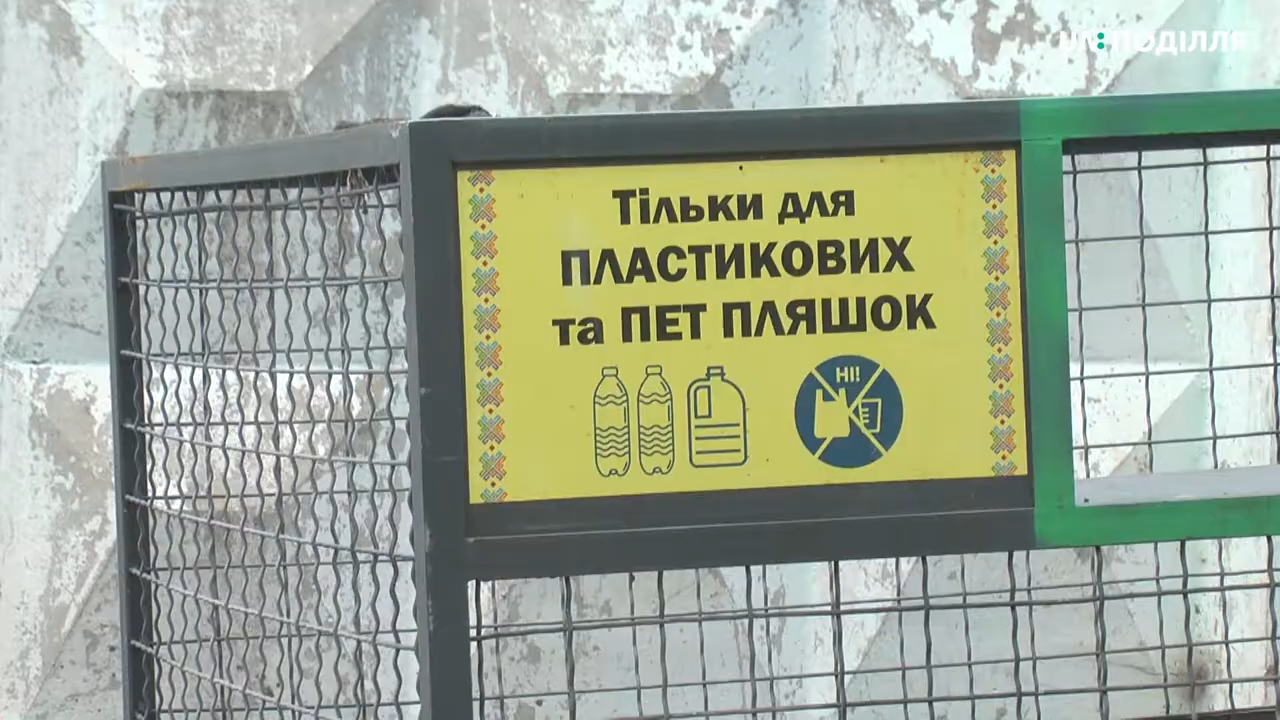 UA:ПОДІЛЛЯ
Тільки для
ПЛАСТИКОВИХ
та ПЕТ ПЛЯШОК
НІ!